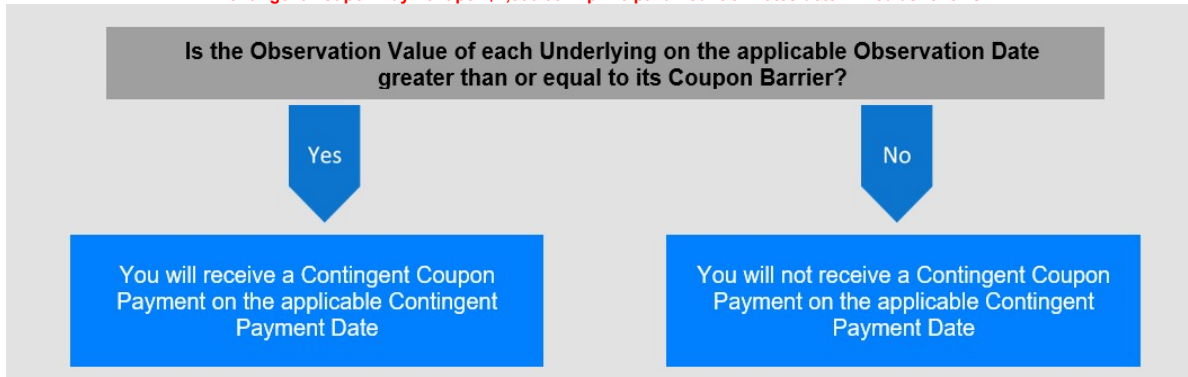 Is the Observation Value of each Underlying on the applicable Observation Date
greater than or equal to its Coupon Barrier?
Yes
No
You will receive a Contingent Coupon
Payment on the applicable Contingent
Payment Date
You will not receive a Contingent Coupon
Payment on the applicable Contingent
Payment Date